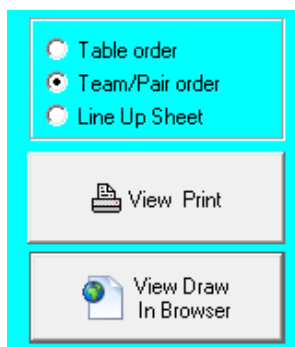 Table order
Team/Pair order
Line Up Sheet
View Print
View Draw
In Browser